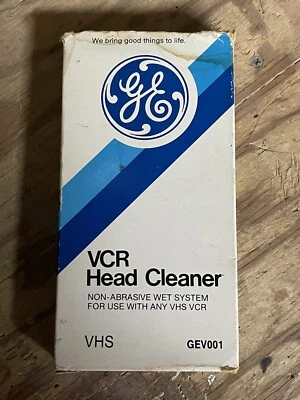 We bring good things to life.
GE
VCR
Head Cleaner
NON-ABRASIVE WET SYSTEM
FOR USE WITH ANY VHS VCR
VHS GEV001